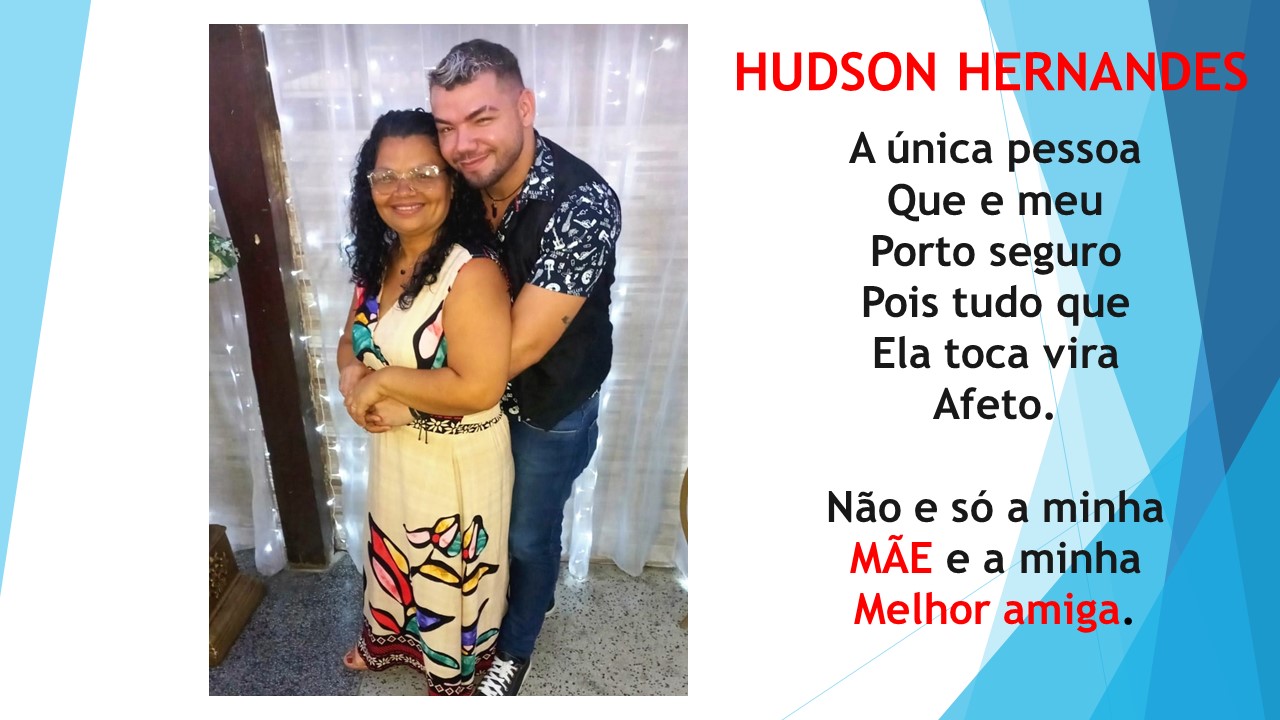 HUDSON HERNANDES
A única pessoa
Que e meu
Porto seguro
Pois tudo que
Ela toca vira
Afeto.
Não e só a minha
MÃE e a minha
Melhor amiga.